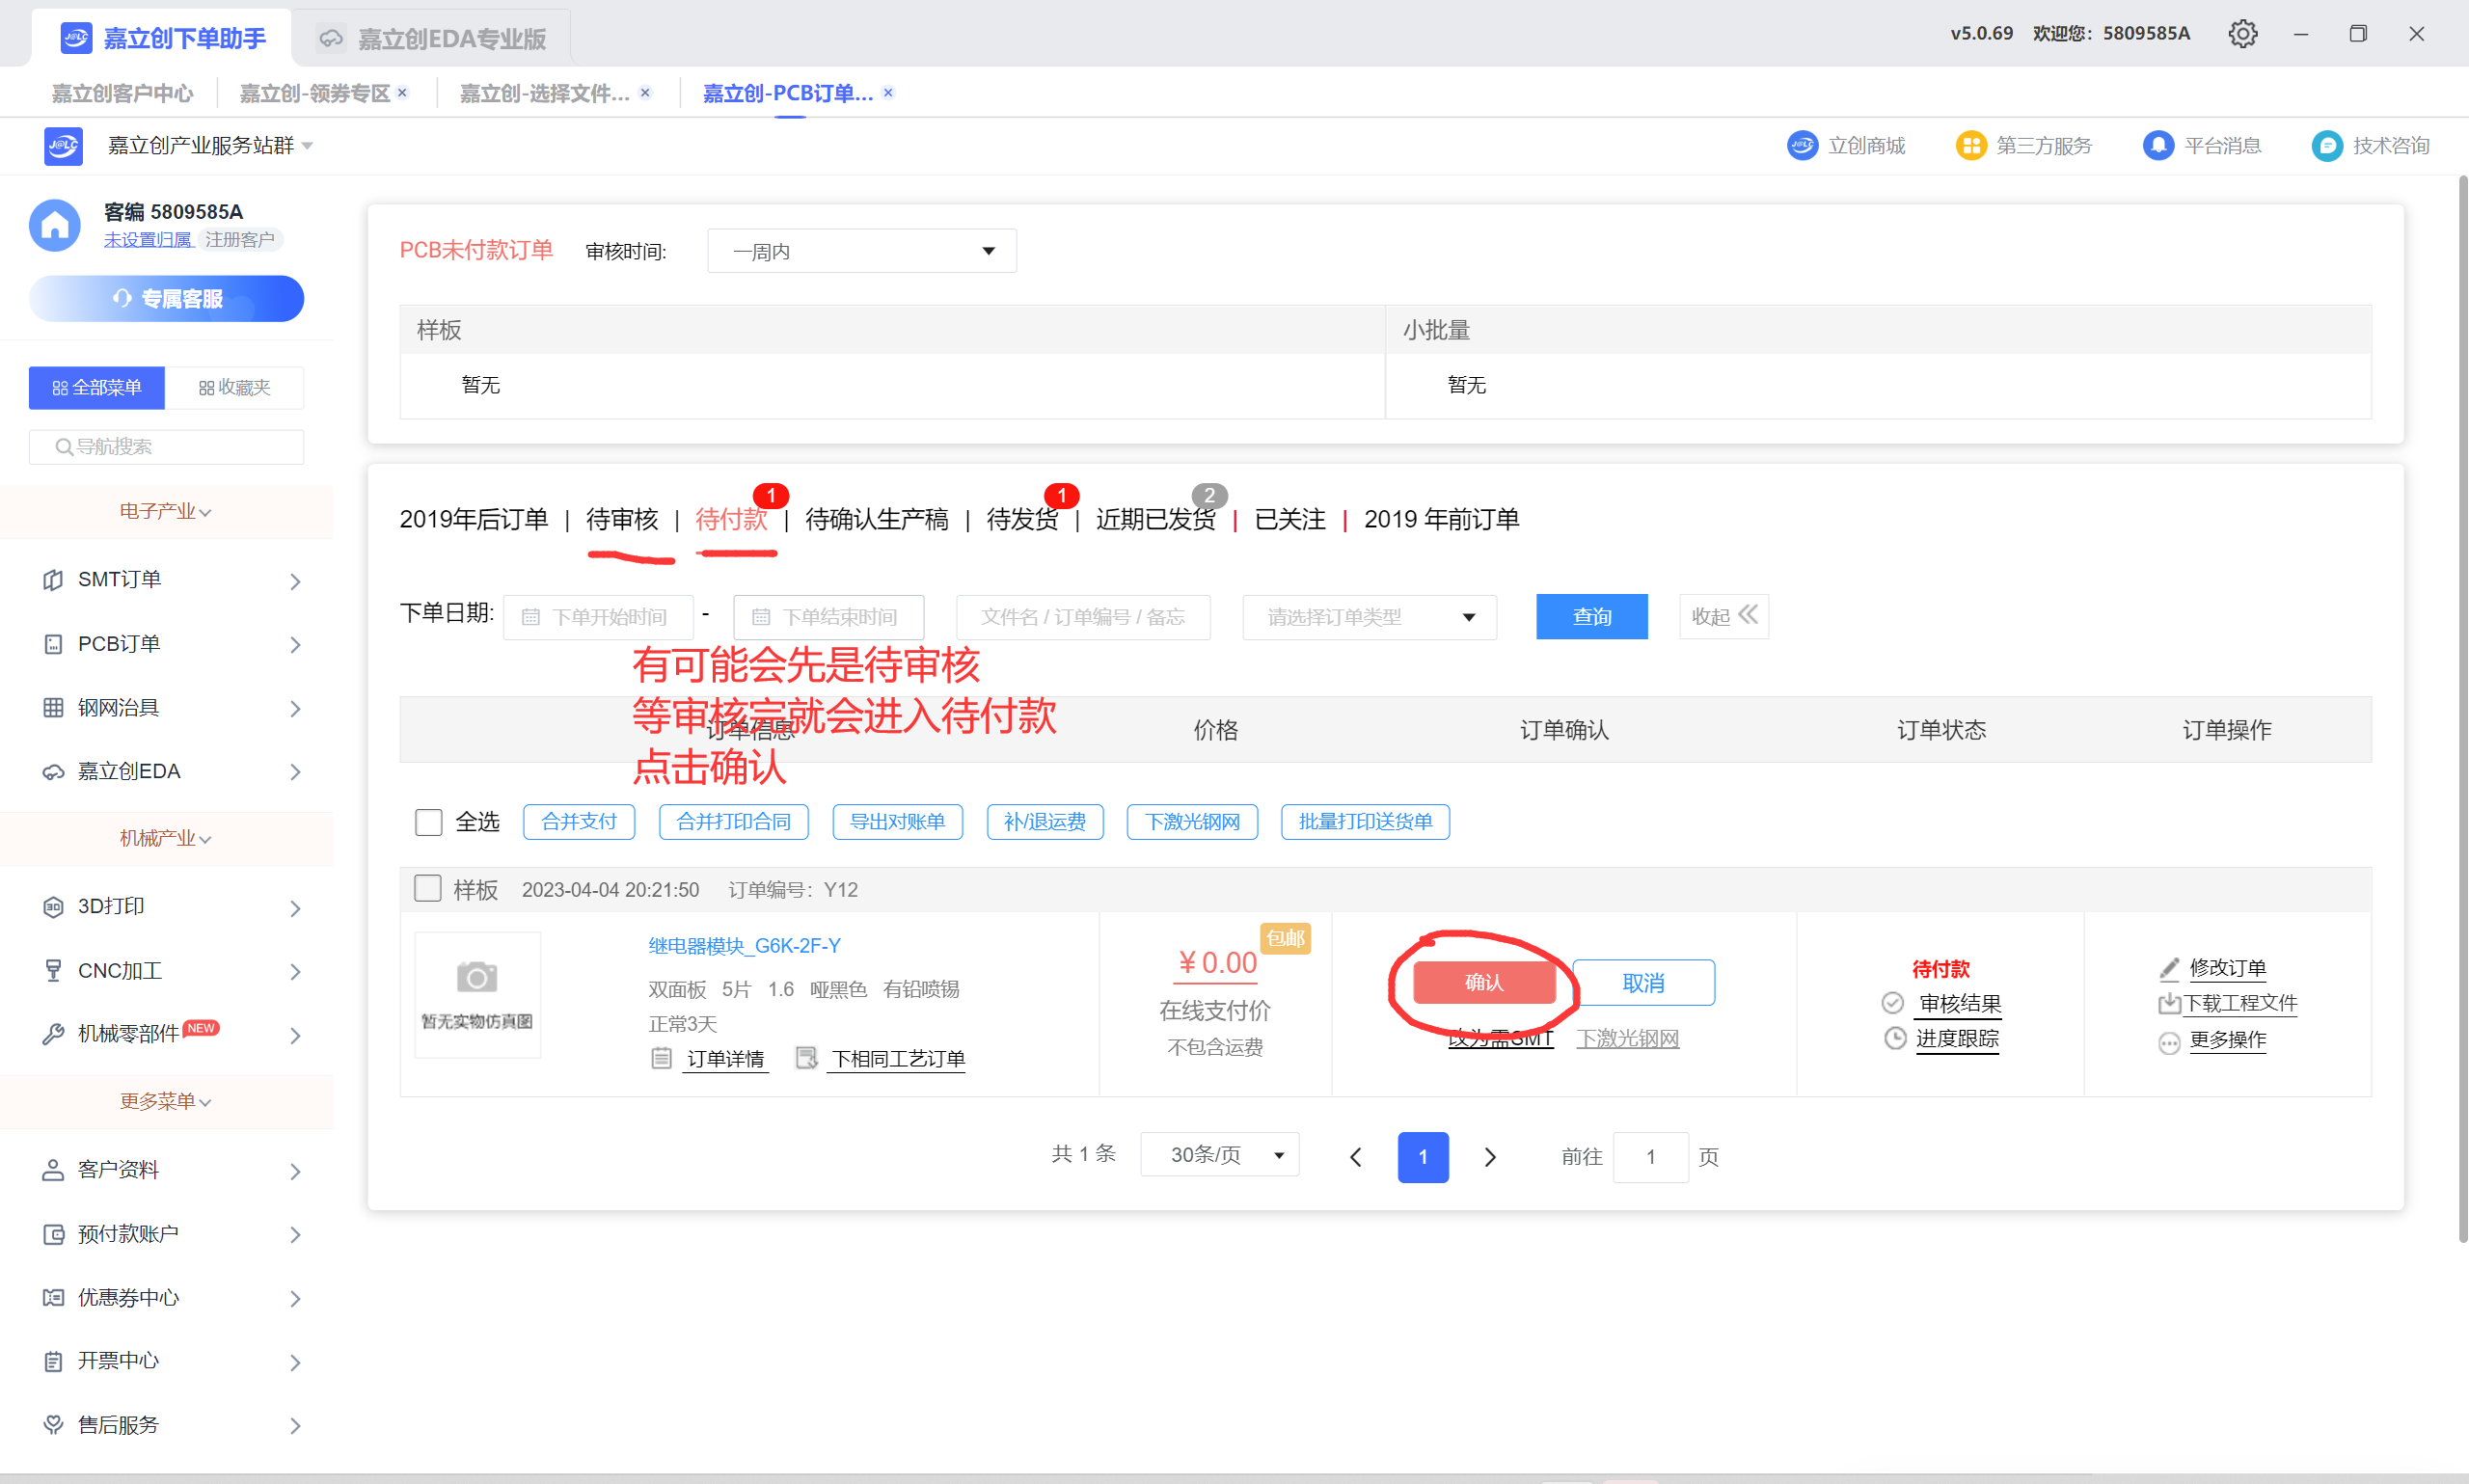 嘉立创下单助手
嘉立创EDA专业版
v5.0.69 欢迎您：5809585A
嘉立创客户中心
嘉立创-领券专区
嘉立创-选择文件...
嘉立创-PCB订单...
嘉立创产业服务站群
立创商城
第三方服务
平台消息
技术咨询
客编 5809585A
未设置归属 注册客户
专属客服
全部菜单
收藏夹
导航搜索
电子产业
SMT订单
PCB订单
钢网治具
嘉立创EDA
机械产业
3D打印
CNC加工
机械零部件 NEW
更多菜单
客户资料
预付款账户
优惠券中心
开票中心
售后服务
PCB未付款订单 审核时间: 一周内
样板 小批量
暂无 暂无
1 1 2
2019年后订单 | 待审核 | 待付款 | 待确认生产稿 | 待发货 | 近期已发货 | 已关注 | 2019 年前订单
下单日期: 下单开始时间 - 下单结束时间 文件名 / 订单编号 / 备忘 请选择订单类型 查询 收起
有可能会先是待审核
等审核完就会进入待付款
点击确认
订单信息 价格 订单确认 订单状态 订单操作
全选 合并支付 合并打印合同 导出对账单 补/退运费 下激光钢网 批量打印送货单
样板 2023-04-04 20:21:50 订单编号：Y12
暂无实物仿真图
继电器模块_G6K-2F-Y
双面板 5片 1.6 哑黑色 有铅喷锡
正常3天
订单详情 下相同工艺订单
包邮
￥0.00
在线支付价
不包含运费
确认 取消
改为需SMT 下激光钢网
待付款
审核结果
进度跟踪
修改订单
下载工程文件
更多操作
共 1 条 30条/页 1 前往 1 页